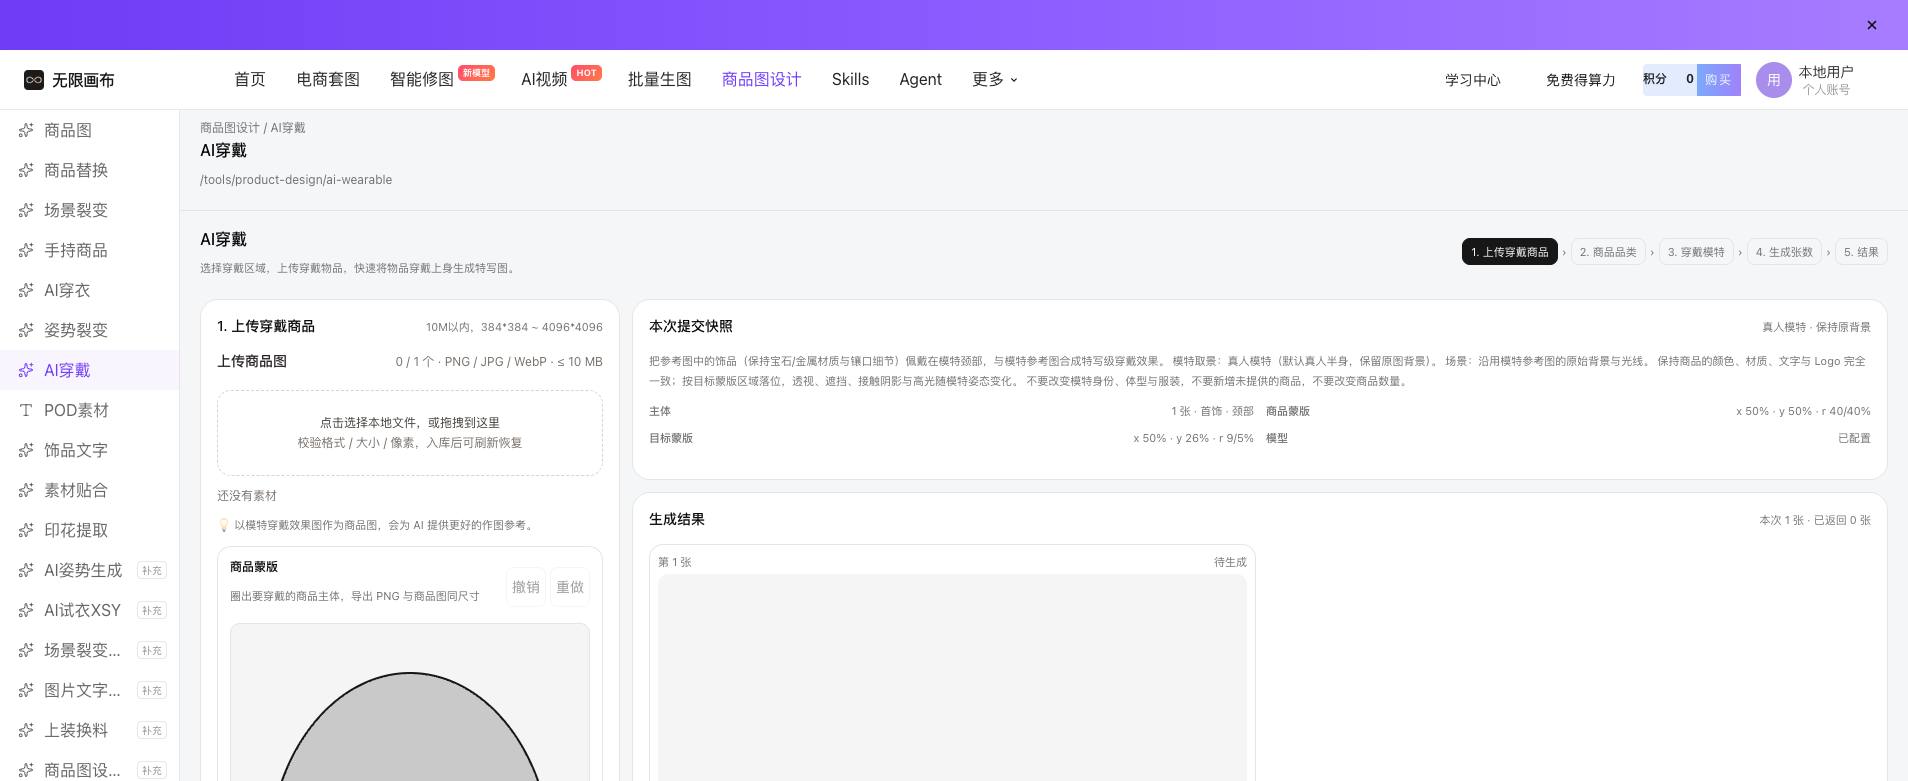 无限画布
首页
电商套图
智能修图
新模型
AI视频
HOT
批量生图
商品图设计
Skills
Agent
更多
学习中心
免费得算力
积分 0
购买
用
本地用户
个人账号
商品图
商品替换
场景裂变
手持商品
AI穿衣
姿势裂变
AI穿戴
POD素材
饰品文字
素材贴合
印花提取
AI姿势生成 补充
AI试衣XSY 补充
场景裂变... 补充
图片文字... 补充
上装换料 补充
商品图设... 补充
商品图设计 / AI穿戴
AI穿戴
/tools/product-design/ai-wearable
AI穿戴
选择穿戴区域，上传穿戴物品，快速将物品穿戴上身生成特写图。
1. 上传穿戴商品 › 2. 商品品类 › 3. 穿戴模特 › 4. 生成张数 › 5. 结果
1. 上传穿戴商品
10M以内，384*384 ~ 4096*4096
上传商品图
0 / 1 个 · PNG / JPG / WebP · ≤ 10 MB
点击选择本地文件，或拖拽到这里
校验格式 / 大小 / 像素，入库后可刷新恢复
还没有素材
💡 以模特穿戴效果图作为商品图，会为 AI 提供更好的作图参考。
商品蒙版
圈出要穿戴的商品主体，导出 PNG 与商品图同尺寸
撤销
重做
本次提交快照
真人模特 · 保持原背景
把参考图中的饰品（保持宝石/金属材质与镶口细节）佩戴在模特颈部，与模特参考图合成特写级穿戴效果。 模特取景：真人模特（默认真人半身，保留原图背景）。 场景：沿用模特参考图的原始背景与光线。 保持商品的颜色、材质、文字与 Logo 完全
一致；按目标蒙版区域落位，透视、遮挡、接触阴影与高光随模特姿态变化。 不要改变模特身份、体型与服装，不要新增未提供的商品，不要改变商品数量。
主体
1 张 · 首饰 · 颈部
商品蒙版
x 50% · y 50% · r 40/40%
目标蒙版
x 50% · y 26% · r 9/5%
模型
已配置
生成结果
本次 1 张 · 已返回 0 张
第 1 张
待生成